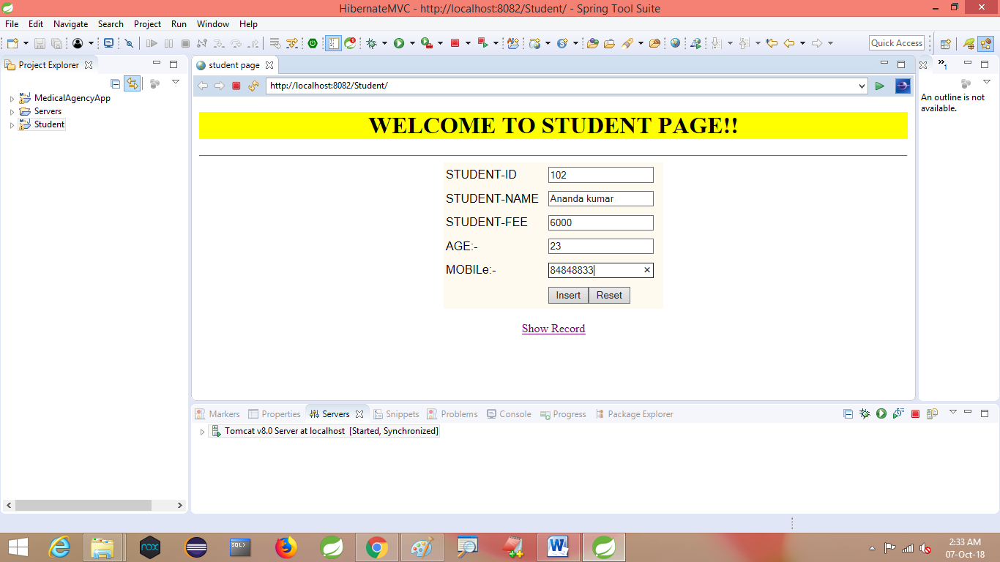 HibernateMVC - http://localhost:8082/Student/ - Spring Tool Suite
File Edit Navigate Search Project Run Window Help
Quick Access
Project Explorer
student page
1
http://localhost:8082/Student/
MedicalAgencyApp
Servers
Student
An outline is not
available.
WELCOME TO STUDENT PAGE!!
STUDENT-ID 102
STUDENT-NAME Ananda kumar
STUDENT-FEE 6000
AGE:- 23
MOBILe:- 84848833
Insert Reset
Show Record
Markers Properties Servers Snippets Problems Console Progress Package Explorer
Tomcat v8.0 Server at localhost [Started, Synchronized]
nox
SQL>
2:33 AM
07-Oct-18